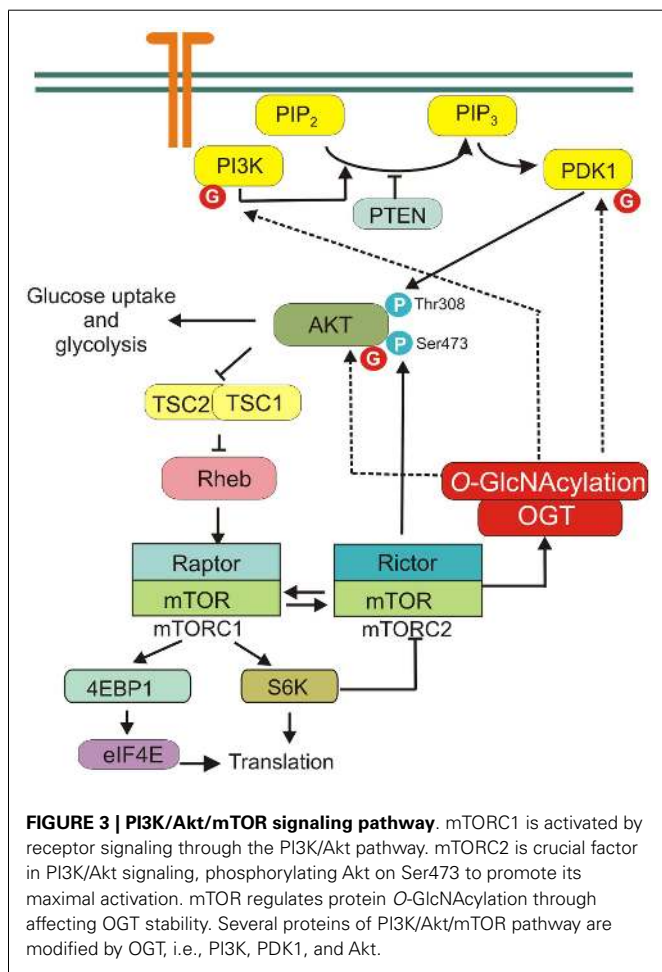 PIP2
PIP3
PI3K
PDK1
G
G
PTEN
Glucose uptake
and
glycolysis
AKT
P
Thr308
P
Ser473
G
TSC2
TSC1
Rheb
O-GlcNAcylation
OGT
Raptor
Rictor
mTOR
mTOR
mTORC1
mTORC2
4EBP1
S6K
eIF4E
Translation
FIGURE 3 | PI3K/Akt/mTOR signaling pathway. mTORC1 is activated by
receptor signaling through the PI3K/Akt pathway. mTORC2 is crucial factor
in PI3K/Akt signaling, phosphorylating Akt on Ser473 to promote its
maximal activation. mTOR regulates protein O-GlcNAcylation through
affecting OGT stability. Several proteins of PI3K/Akt/mTOR pathway are
modified by OGT, i.e., PI3K, PDK1, and Akt.